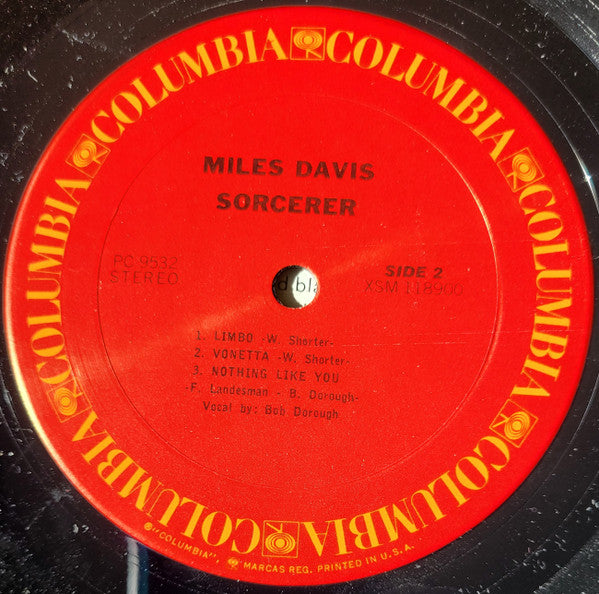 COLUMBIA COLUMBIA COLUMBIA COLUMBIA COLUMBIA COLUMBIA
MILES DAVIS
SORCERER
PC 9532
STEREO
SIDE 2
XSM 118900
d bla
1. LIMBO -W. Shorter-
2. VONETTA -W. Shorter-
3. NOTHING LIKE YOU
-F. Landesman - B. Dorough-
Vocal by: Bob Dorough
® "COLUMBIA", MARCAS REG. PRINTED IN U.S.A.